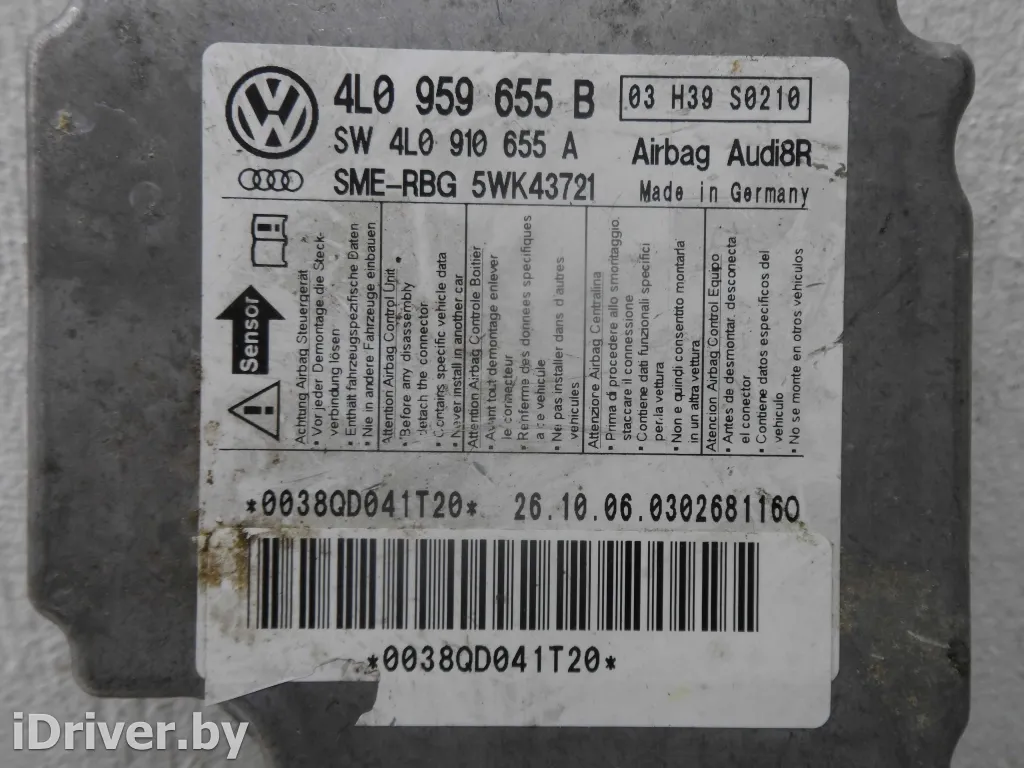 4L0 959 655 B
03 H39 S0210
SW 4L0 910 655 A
Airbag Audi8R
SME-RBG 5WK43721
Made in Germany
Sensor
Achtung Airbag Steuergerät
• Vor jeder Demontage die Steck-
verbindung lösen
• Enthält fahrzeugspezifische Daten
• Nie in andere Fahrzeuge einbauen
Attention Airbag Control Unit
• Before any disassembly
detach the connector
• Contains specific vehicle data
• Never install in another car
Attention Airbag Controle Boitier
• Avant tout demontage enlever
le connecteur
• Renferme des données spécifiques
a ce vehicule
• Ne pas installer dans d'autres
vehicules
Attenzione Airbag Centralina
• Prima di procedere allo smontaggio,
staccare il connessione
• Contiene dati funzionali specifici
per la vettura
• Non e quindi consentito montarla
in un altra vettura
Atencion Airbag Control Equipo
• Antes de desmontar, desconecta
el conector
• Contiene datos especificos del
vehiculo
• No se monte en otros vehiculos
*0038QD041T20* 26.10.06.0302681160
*0038QD041T20*
iDriver.by